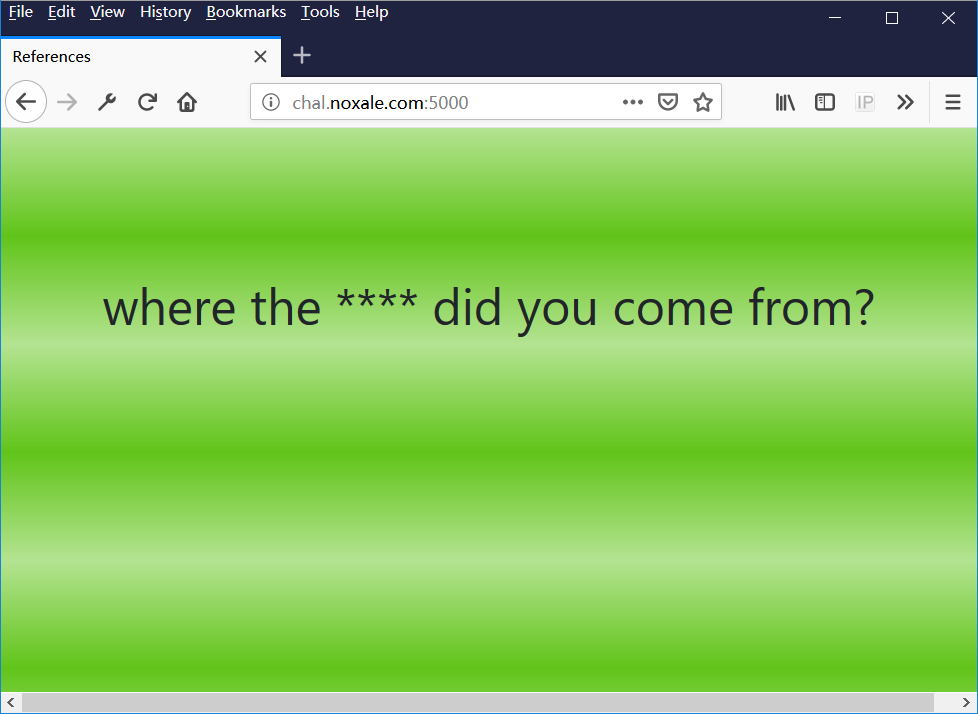 File Edit View History Bookmarks Tools Help
References
chal.noxale.com:5000
IP
where the **** did you come from?